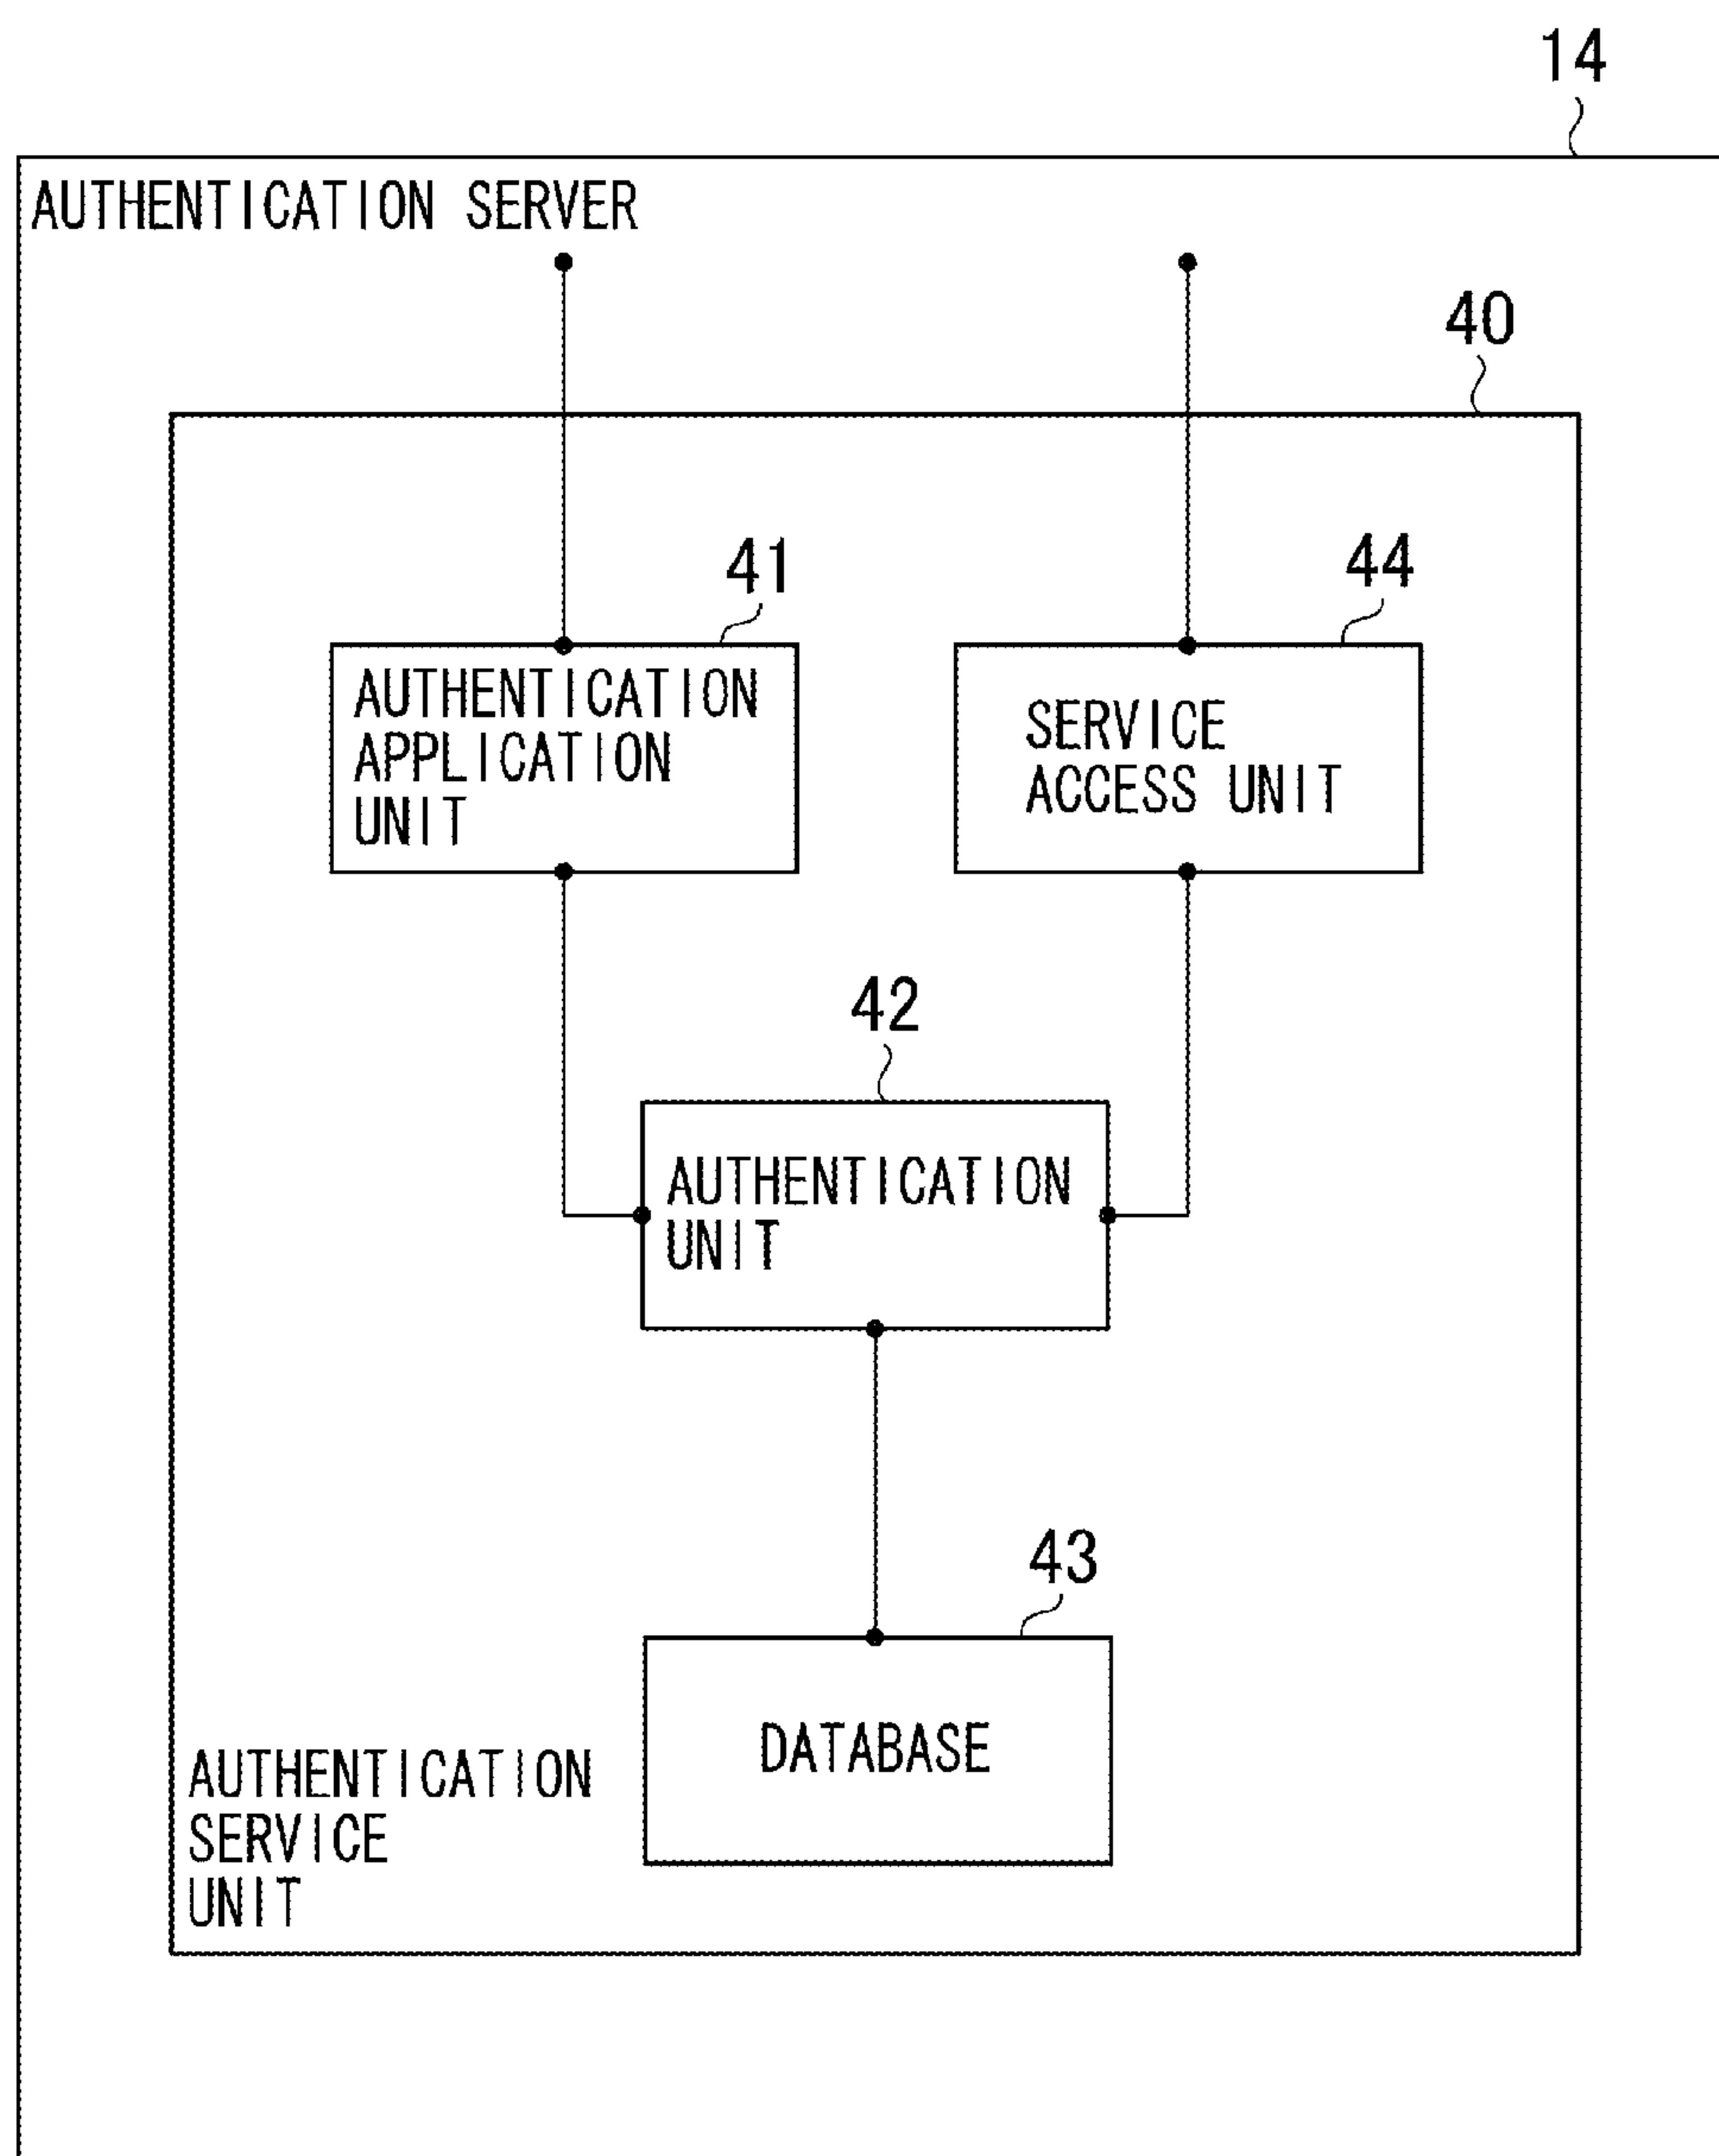 14
AUTHENTICATION SERVER
40
41
44
AUTHENTICATION
APPLICATION
UNIT
SERVICE
ACCESS UNIT
42
AUTHENTICATION
UNIT
43
DATABASE
AUTHENTICATION
SERVICE
UNIT